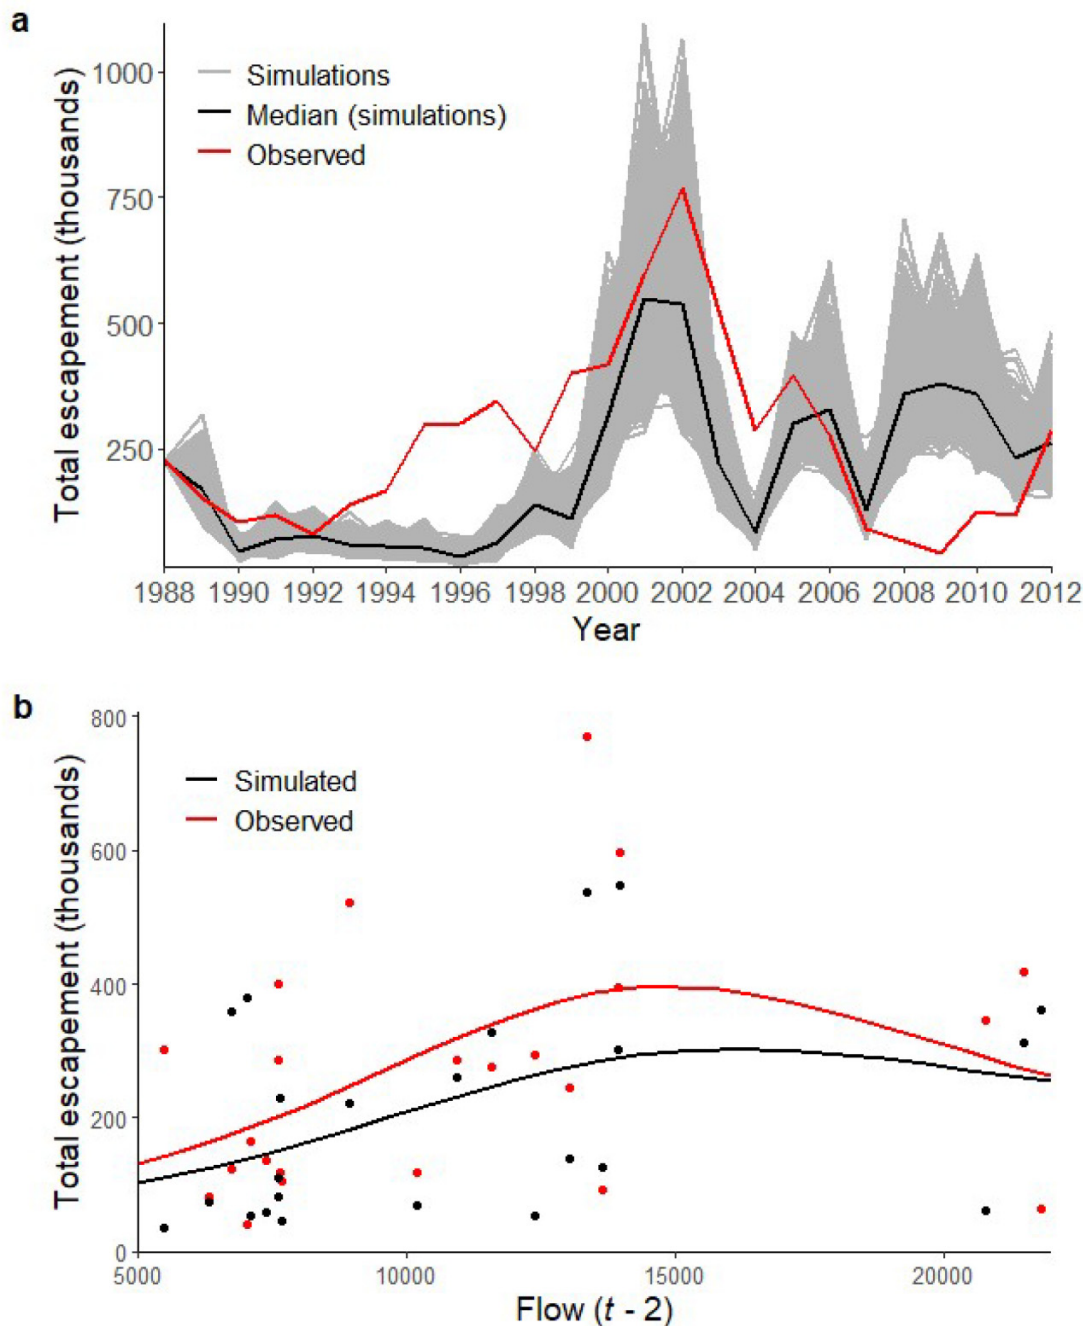 a
Total escapement (thousands)
1000
750
500
250
Simulations
Median (simulations)
Observed
1988 1990 1992 1994 1996 1998 2000 2002 2004 2006 2008 2010 2012
Year
b
Total escapement (thousands)
800
600
400
200
0
Simulated
Observed
5000 10000 15000 20000
Flow (t - 2)